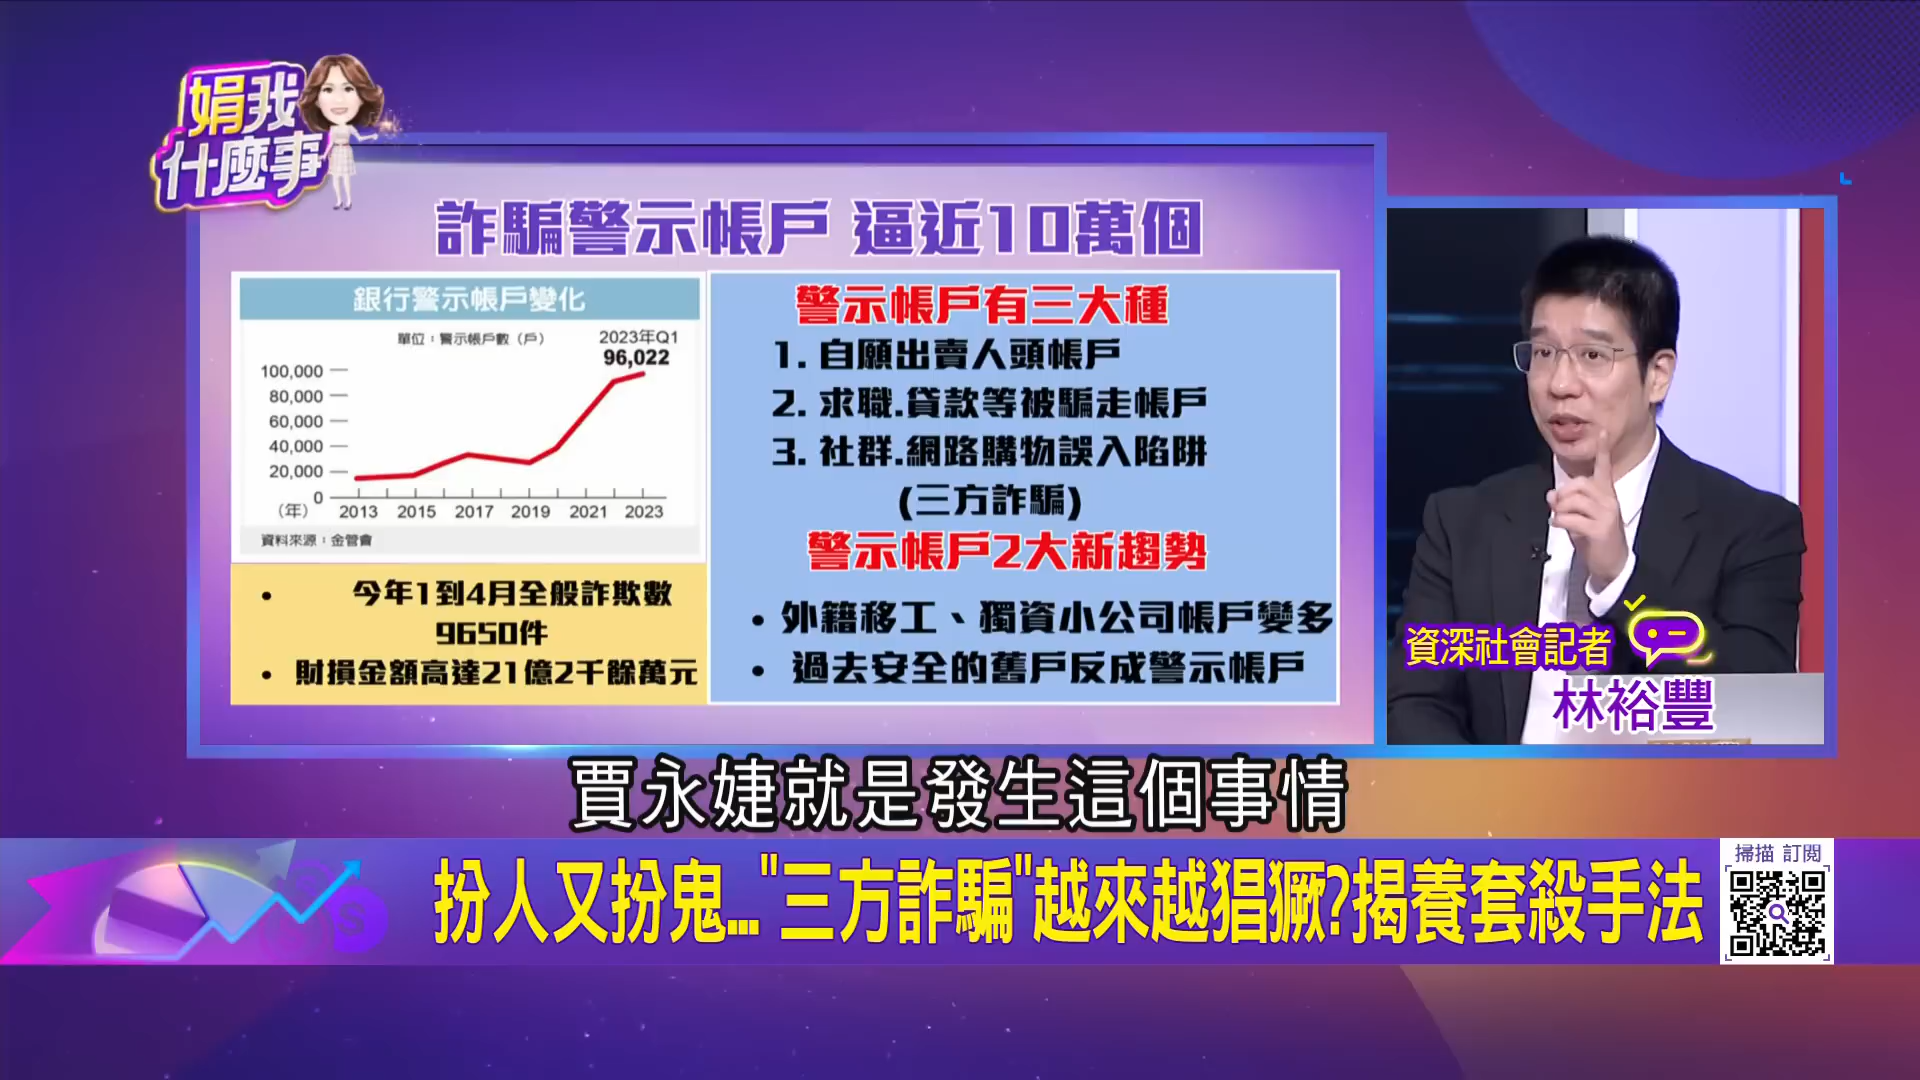 娟我
什麼事
詐騙警示帳戶 逼近10萬個
銀行警示帳戶變化
單位：警示帳戶數（戶）
2023年Q1
96,022
100,000
80,000
60,000
40,000
20,000
0
（年） 2013 2015 2017 2019 2021 2023
資料來源：金管會
• 今年1到4月全般詐欺數
9650件
• 財損金額高達21億2千餘萬元
警示帳戶有三大種
1. 自願出賣人頭帳戶
2. 求職.貸款等被騙走帳戶
3. 社群.網路購物誤入陷阱
(三方詐騙)
警示帳戶2大新趨勢
• 外籍移工、獨資小公司帳戶變多
• 過去安全的舊戶反成警示帳戶
資深社會記者
林裕豐
賈永婕就是發生這個事情
扮人又扮鬼..."三方詐騙"越來越猖獗?揭養套殺手法
掃描 訂閱